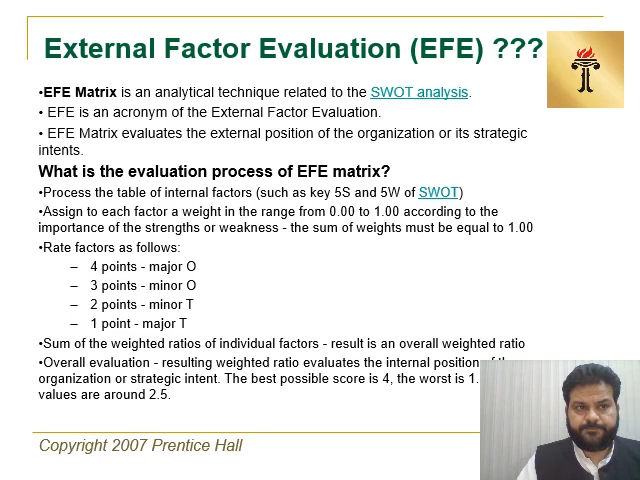 External Factor Evaluation (EFE) ???
•EFE Matrix is an analytical technique related to the SWOT analysis.
• EFE is an acronym of the External Factor Evaluation.
• EFE Matrix evaluates the external position of the organization or its strategic
intents.
What is the evaluation process of EFE matrix?
•Process the table of internal factors (such as key 5S and 5W of SWOT)
•Assign to each factor a weight in the range from 0.00 to 1.00 according to the
importance of the strengths or weakness - the sum of weights must be equal to 1.00
•Rate factors as follows:
– 4 points - major O
– 3 points - minor O
– 2 points - minor T
– 1 point - major T
•Sum of the weighted ratios of individual factors - result is an overall weighted ratio
•Overall evaluation - resulting weighted ratio evaluates the internal position of the
organization or strategic intent. The best possible score is 4, the worst is 1.
values are around 2.5.
Copyright 2007 Prentice Hall